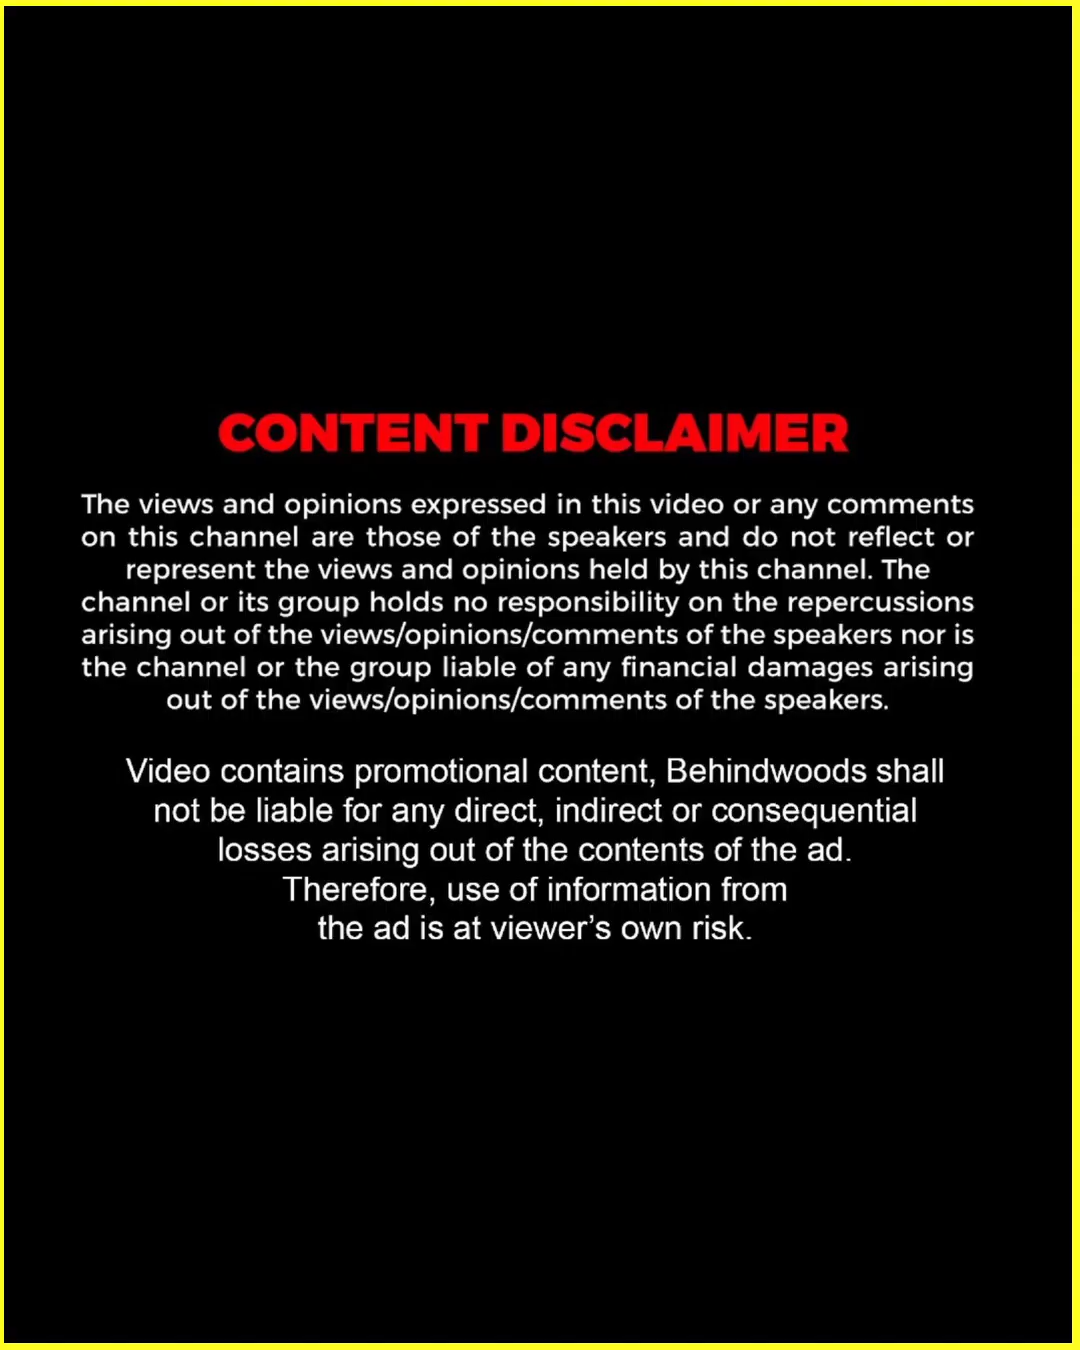 CONTENT DISCLAIMER
The views and opinions expressed in this video or any comments
on this channel are those of the speakers and do not reflect or
represent the views and opinions held by this channel. The
channel or its group holds no responsibility on the repercussions
arising out of the views/opinions/comments of the speakers nor is
the channel or the group liable of any financial damages arising
out of the views/opinions/comments of the speakers.
Video contains promotional content, Behindwoods shall
not be liable for any direct, indirect or consequential
losses arising out of the contents of the ad.
Therefore, use of information from
the ad is at viewer’s own risk.